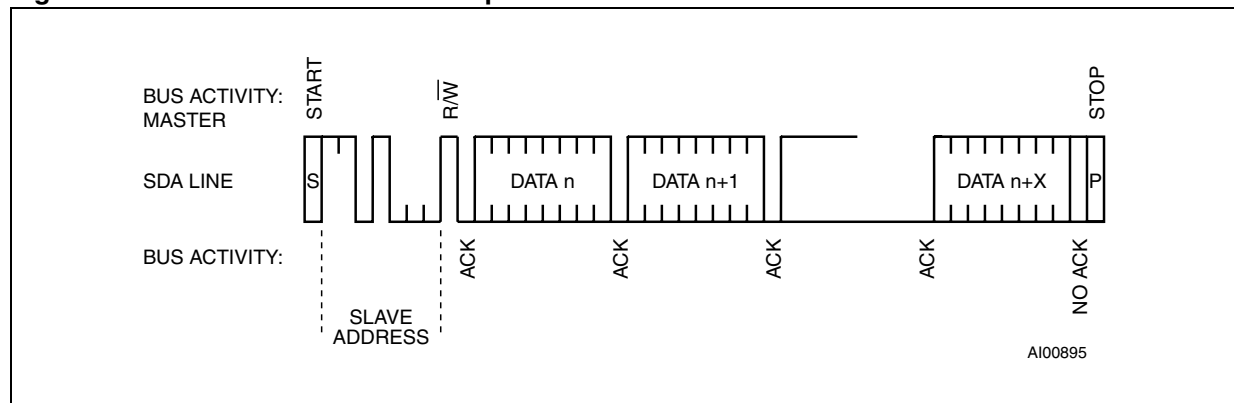 START
R/W
STOP
BUS ACTIVITY:
MASTER
SDA LINE
S
DATA n
DATA n+1
DATA n+X
P
BUS ACTIVITY:
ACK
ACK
ACK
ACK
NO ACK
SLAVE
ADDRESS
AI00895